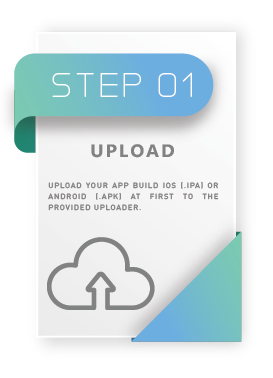 STEP 01
UPLOAD
UPLOAD YOUR APP BUILD IOS (.IPA) OR
ANDROID (.APK) AT FIRST TO THE
PROVIDED UPLOADER.